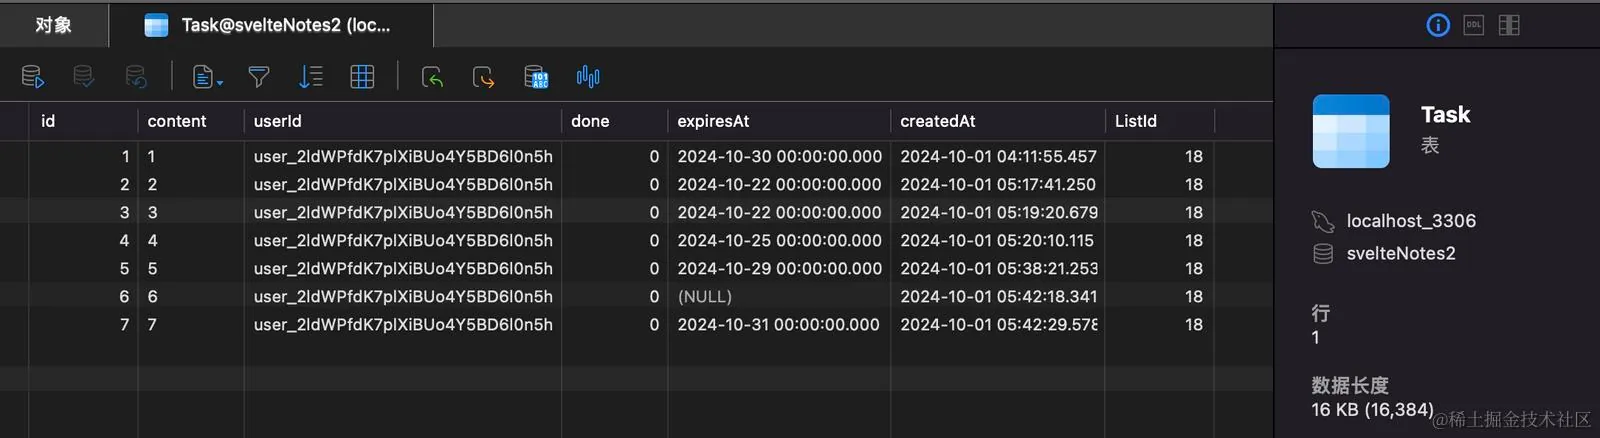 对象
Task@svelteNotes2 (loc...
DDL
101
ABC
id content userId done expiresAt createdAt ListId
1 1 user_2ldWPfdK7plXiBUo4Y5BD6l0n5h 0 2024-10-30 00:00:00.000 2024-10-01 04:11:55.457 18
2 2 user_2ldWPfdK7plXiBUo4Y5BD6l0n5h 0 2024-10-22 00:00:00.000 2024-10-01 05:17:41.250 18
3 3 user_2ldWPfdK7plXiBUo4Y5BD6l0n5h 0 2024-10-22 00:00:00.000 2024-10-01 05:19:20.679 18
4 4 user_2ldWPfdK7plXiBUo4Y5BD6l0n5h 0 2024-10-25 00:00:00.000 2024-10-01 05:20:10.115 18
5 5 user_2ldWPfdK7plXiBUo4Y5BD6l0n5h 0 2024-10-29 00:00:00.000 2024-10-01 05:38:21.253 18
6 6 user_2ldWPfdK7plXiBUo4Y5BD6l0n5h 0 (NULL) 2024-10-01 05:42:18.341 18
7 7 user_2ldWPfdK7plXiBUo4Y5BD6l0n5h 0 2024-10-31 00:00:00.000 2024-10-01 05:42:29.578 18
Task
表
localhost_3306
svelteNotes2
行
1
数据长度
16 KB (16,384)
@稀土掘金技术社区